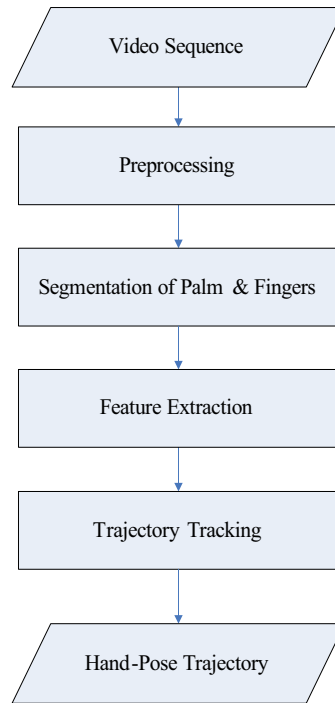 Video Sequence
Preprocessing
Segmentation of Palm & Fingers
Feature Extraction
Trajectory Tracking
Hand-Pose Trajectory